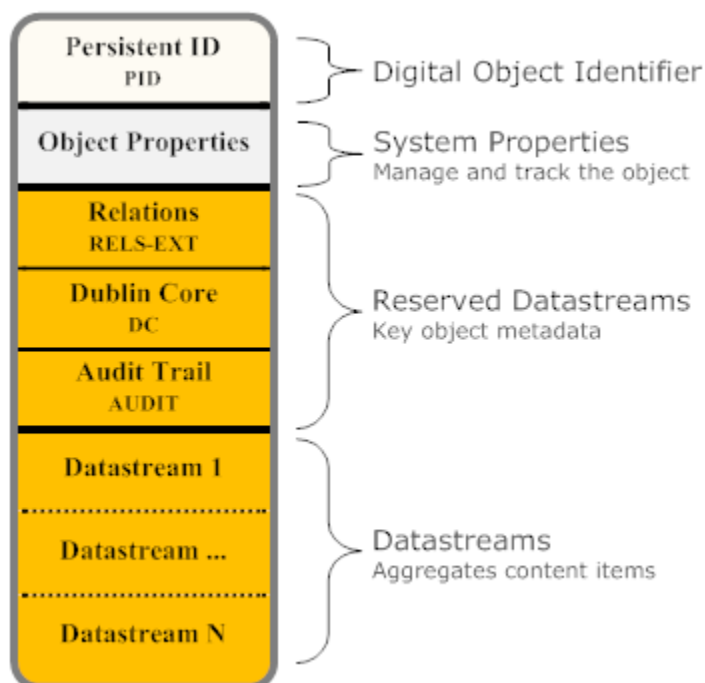 Persistent ID
PID
Digital Object Identifier
Object Properties
System Properties
Manage and track the object
Relations
RELS-EXT
Dublin Core
DC
Audit Trail
AUDIT
Reserved Datastreams
Key object metadata
Datastream 1
Datastream ...
Datastream N
Datastreams
Aggregates content items